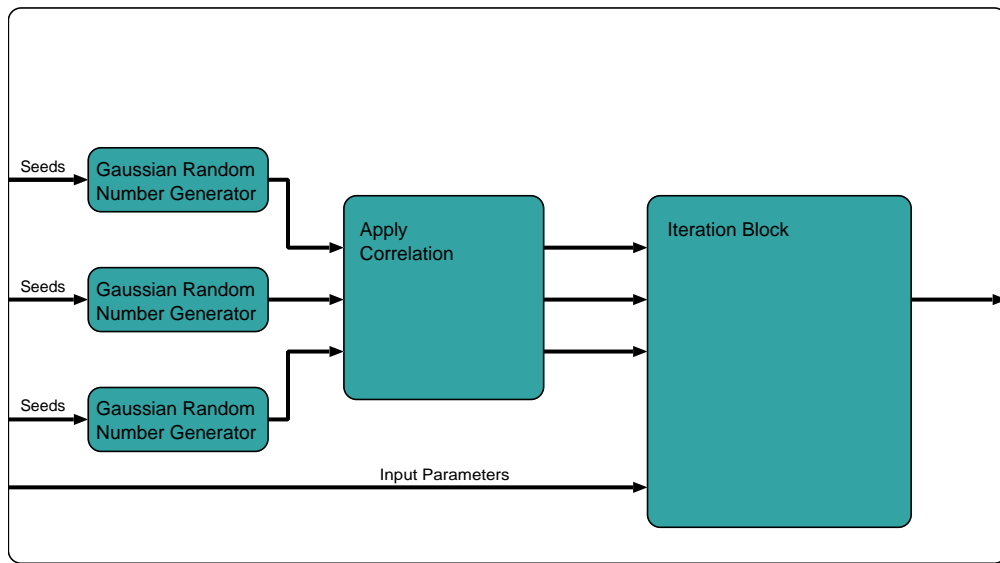 Seeds
Gaussian Random
Number Generator
Apply
Correlation
Iteration Block
Seeds
Gaussian Random
Number Generator
Seeds
Gaussian Random
Number Generator
Input Parameters